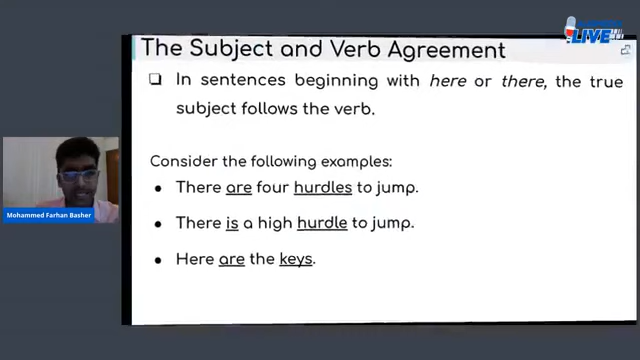 LIVE
The Subject and Verb Agreement
❑ In sentences beginning with here or there, the true
subject follows the verb.
Consider the following examples:
● There are four hurdles to jump.
● There is a high hurdle to jump.
● Here are the keys.
Mohammed Farhan Basher